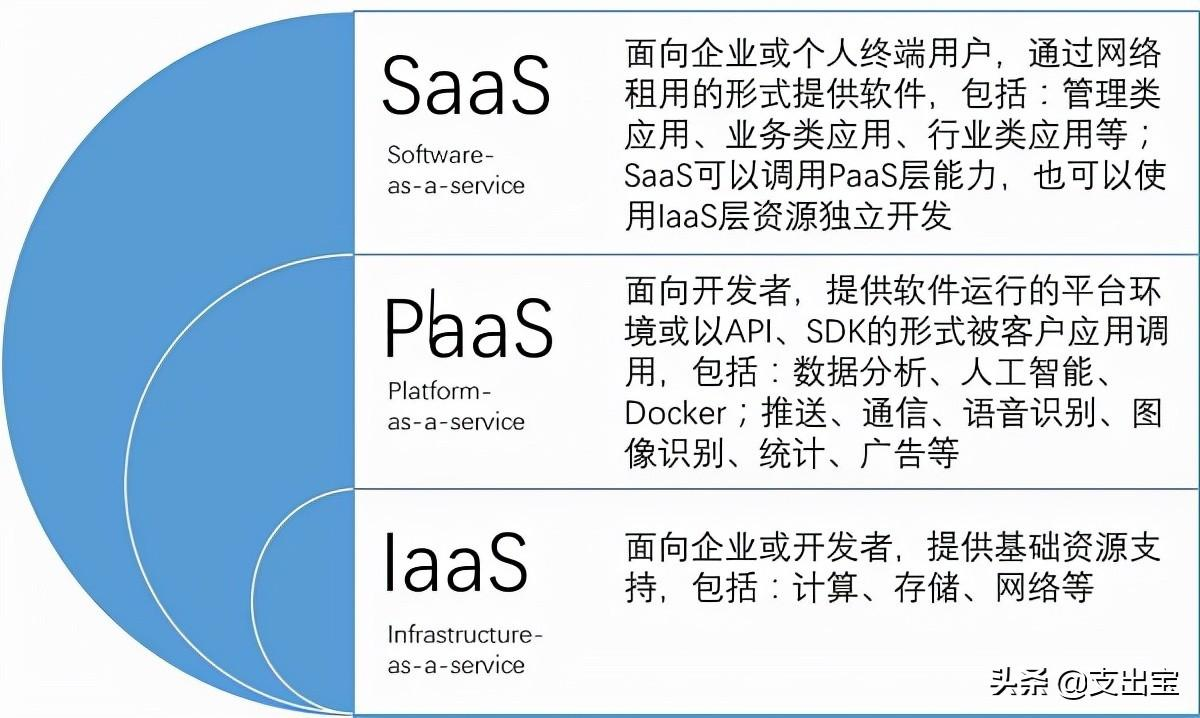 SaaS
Software-
as-a-service
面向企业或个人终端用户，通过网络
租用的形式提供软件，包括：管理类
应用、业务类应用、行业类应用等；
SaaS可以调用PaaS层能力，也可以使
用IaaS层资源独立开发
PaaS
Platform-
as-a-service
面向开发者，提供软件运行的平台环
境或以API、SDK的形式被客户应用调
用，包括：数据分析、人工智能、
Docker；推送、通信、语音识别、图
像识别、统计、广告等
IaaS
Infrastructure-
as-a-service
面向企业或开发者，提供基础资源支
持，包括：计算、存储、网络等
头条 @支出宝